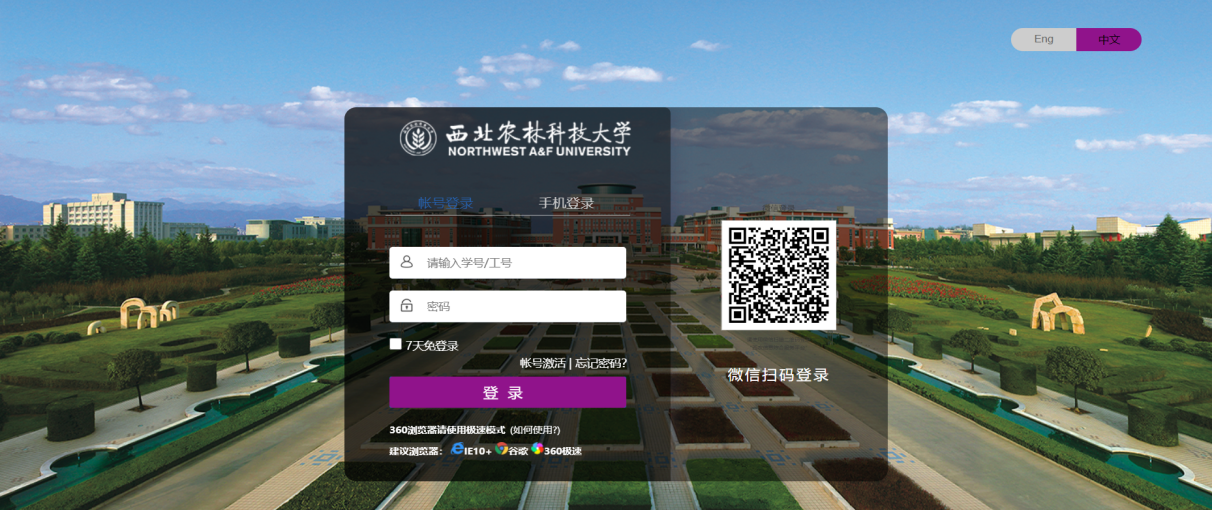 Eng 中文
西北农林科技大学
NORTHWEST A&F UNIVERSITY
帐号登录 手机登录
请输入学号/工号
密码
7天免登录
帐号激活 | 忘记密码?
登 录
360浏览器请使用极速模式 (如何使用?)
建议浏览器: IE10+ 谷歌 360极速
微信扫码登录